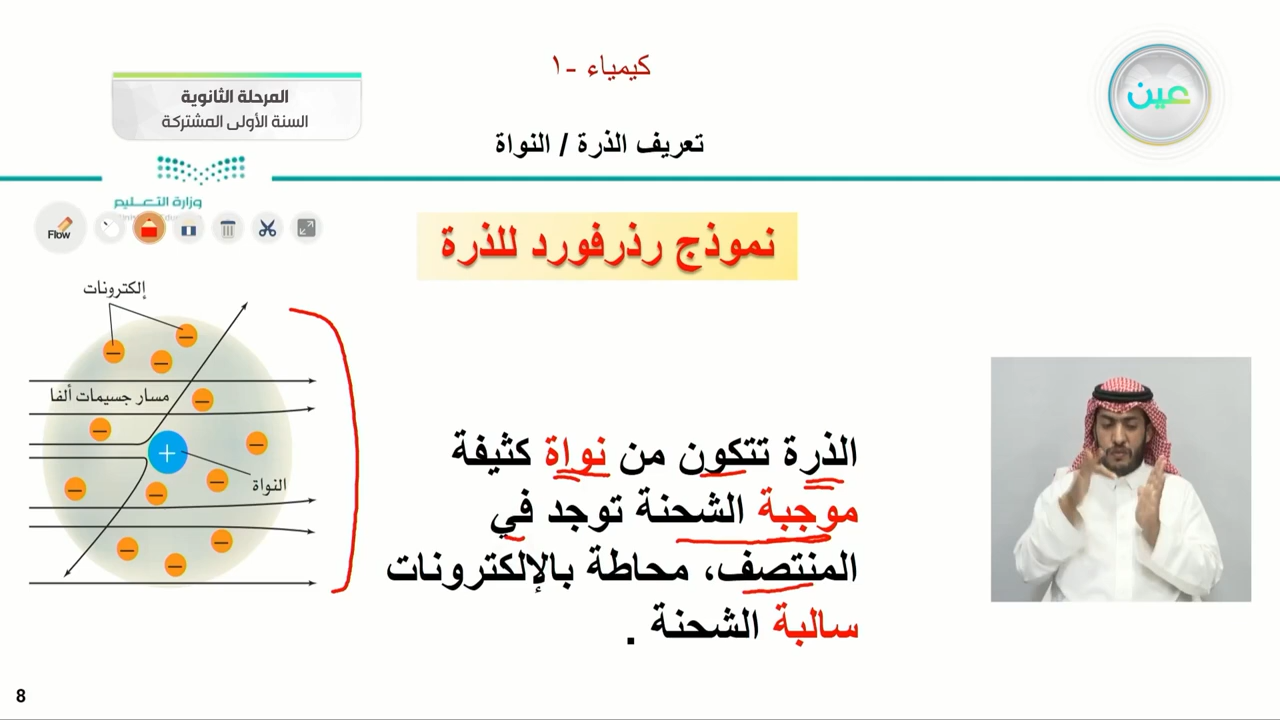 كيمياء -١
عين
المرحلة الثانوية
السنة الأولى المشتركة
تعريف الذرة / النواة
وزارة التعـليم
Flow
نموذج رذرفورد للذرة
إلكترونات
مسار جسيمات ألفا
النواة
الذرة تتكون من نواة كثيفة
موجبة الشحنة توجد في
المنتصف، محاطة بالإلكترونات
سالبة الشحنة .
8